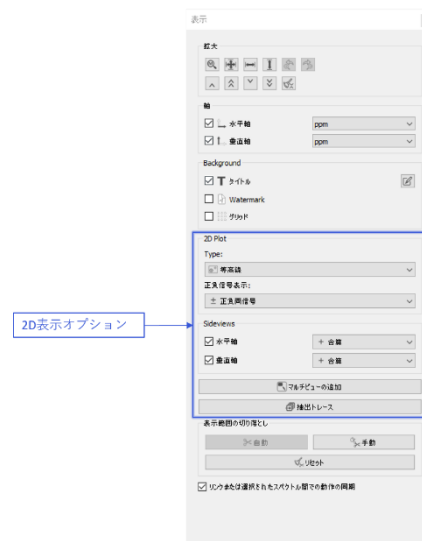 表示
拡大
軸
水平軸 ppm
垂直軸 ppm
Background
タイトル
Watermark
グリッド
2D Plot
Type:
等高線
正負信号表示:
± 正負両信号
2D表示オプション
Sideviews
水平軸 + 合算
垂直軸 + 合算
マルチビューの追加
抽出トレース
表示範囲の切り落とし
自動 手動
リセット
リンクまたは選択されたスペクトル間での動作の同期